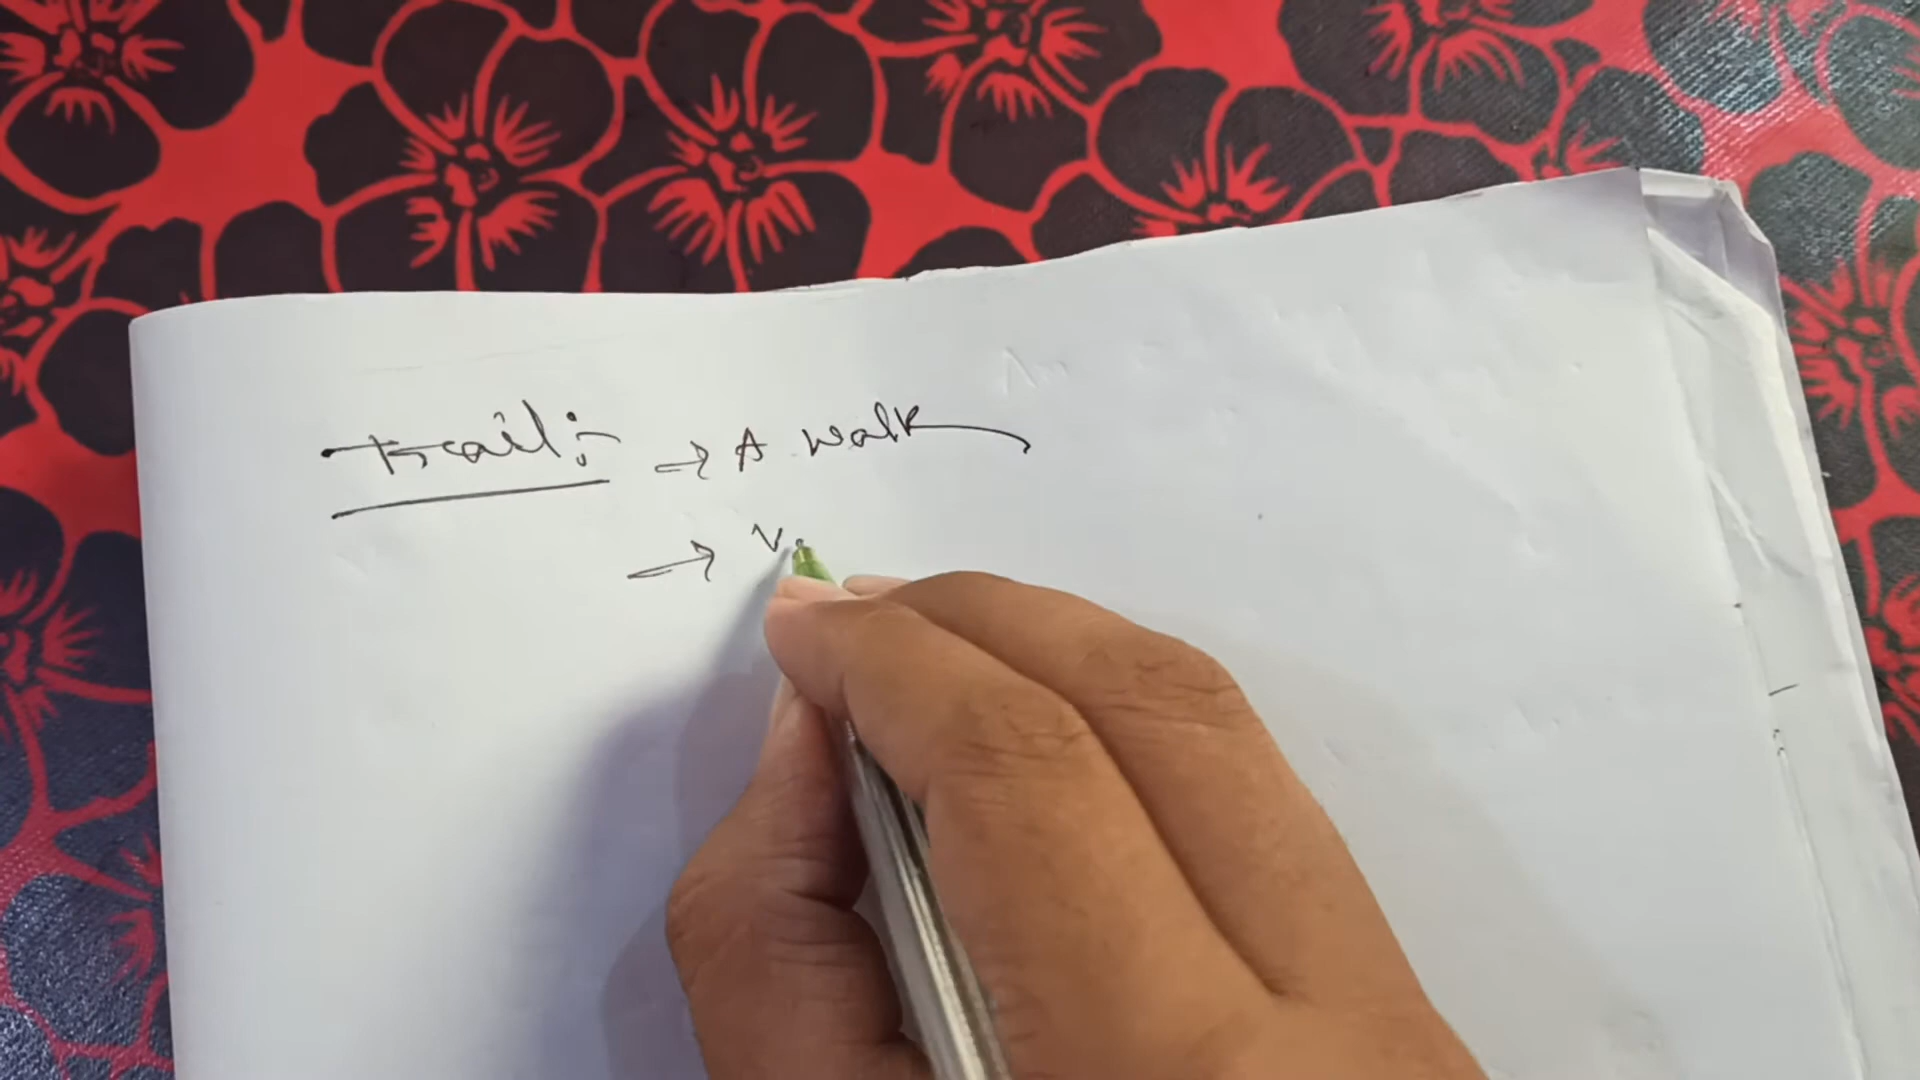 Trail:- → A walk
→ V